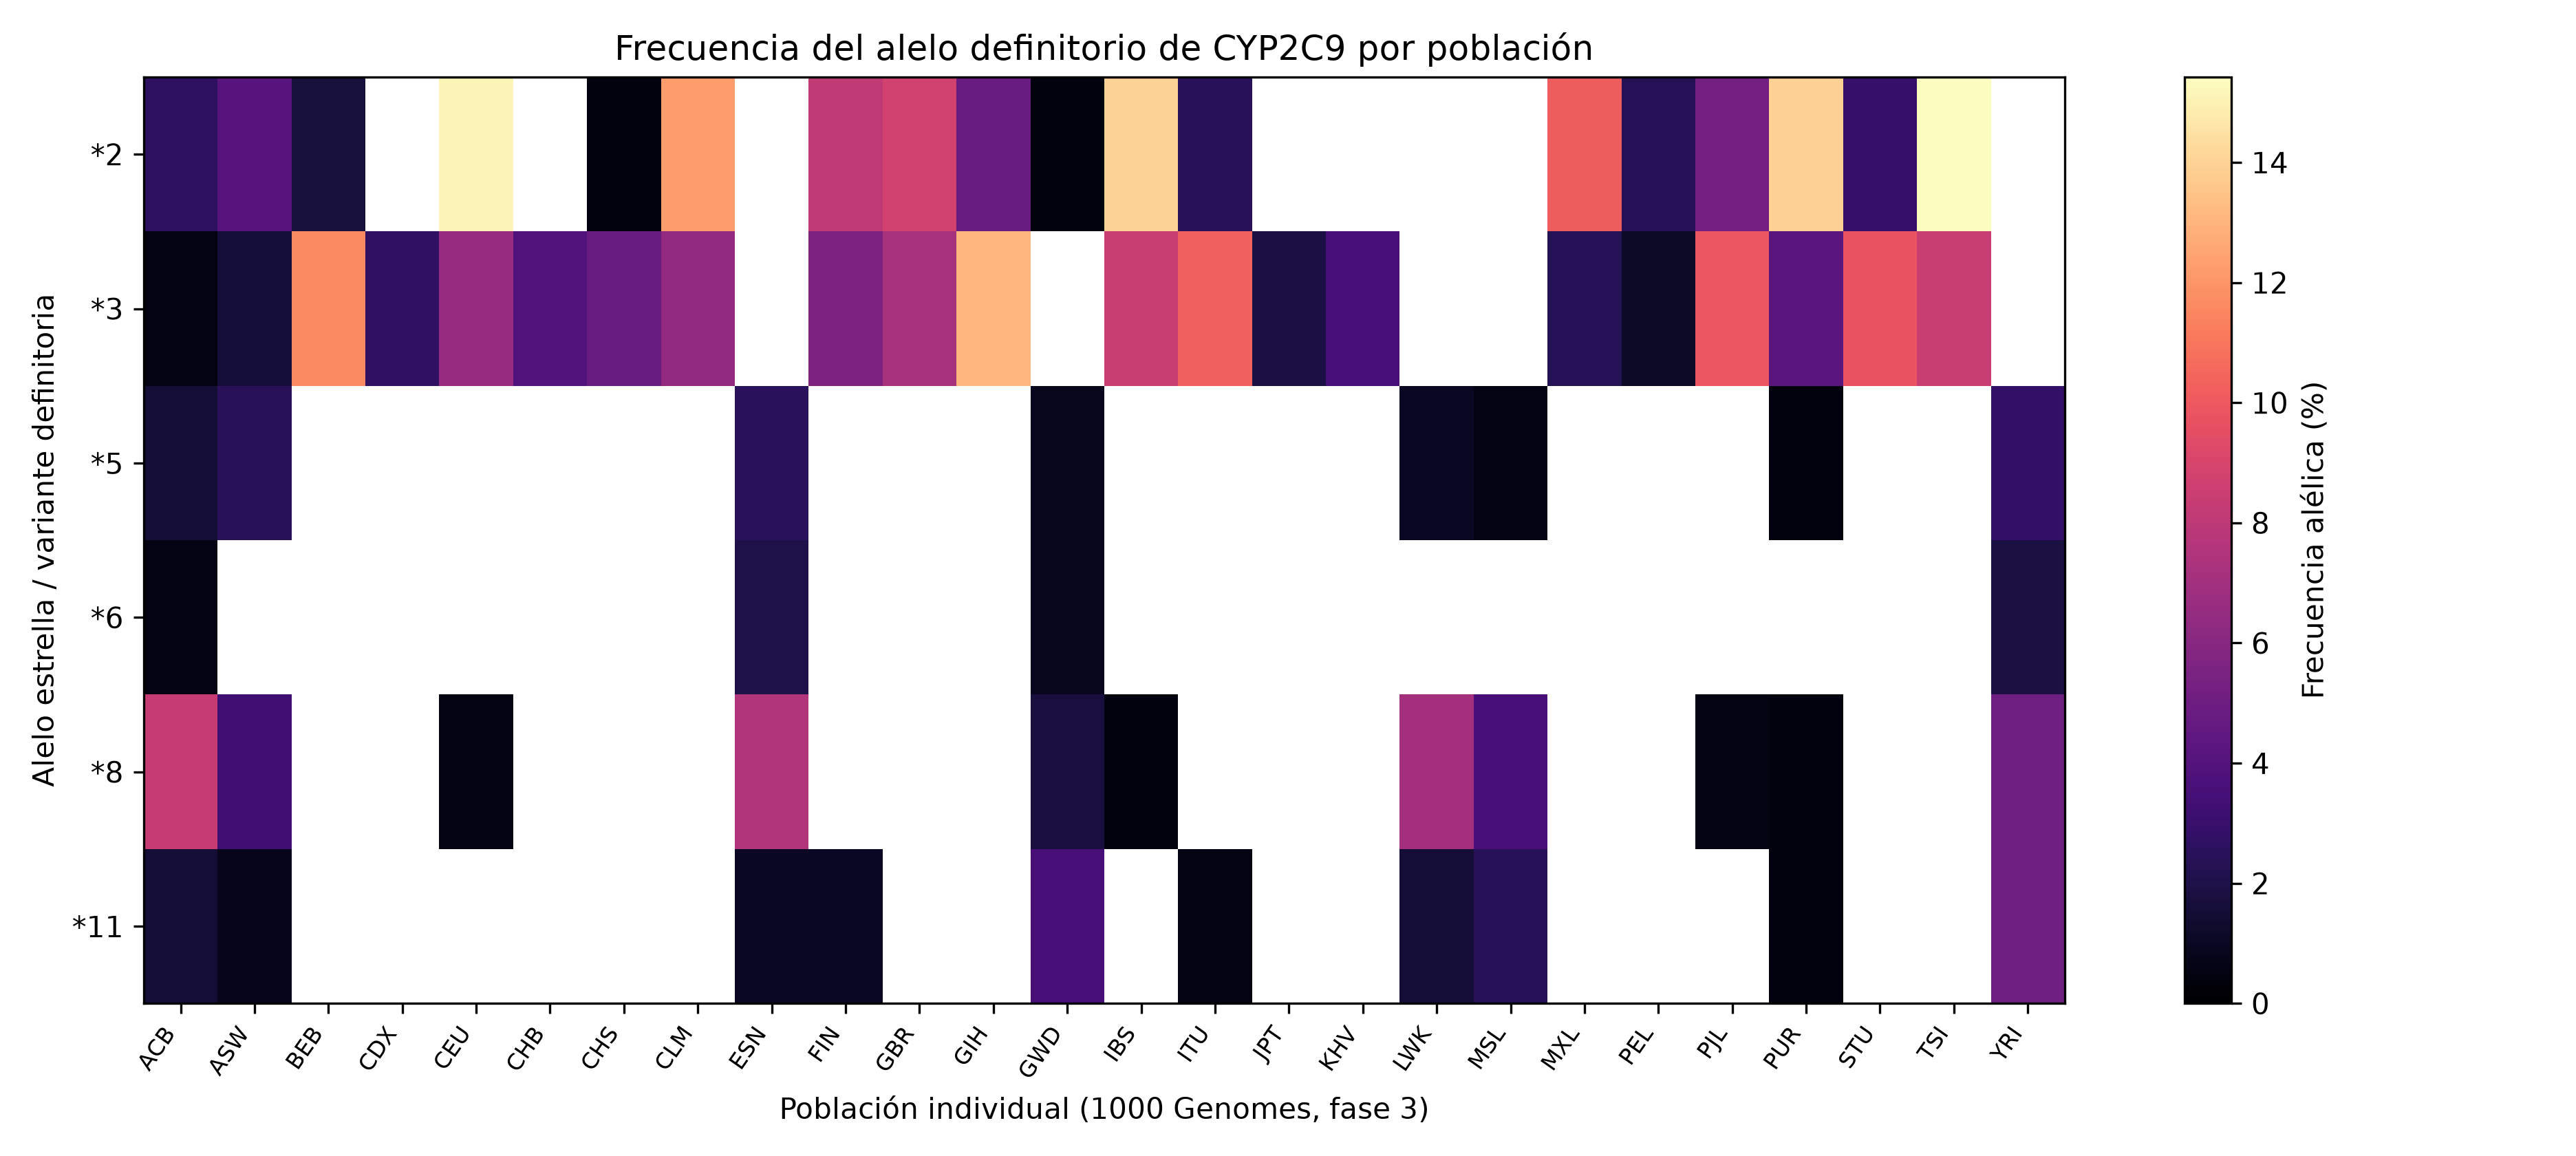 Frecuencia del alelo definitorio de CYP2C9 por población
Alelo estrella / variante definitoria
*2
*3
*5
*6
*8
*11
ACB
ASW
BEB
CDX
CEU
CHB
CHS
CLM
ESN
FIN
GBR
GIH
GWD
IBS
ITU
JPT
KHV
LWK
MSL
MXL
PEL
PJL
PUR
STU
TSI
YRI
Población individual (1000 Genomes, fase 3)
14
12
10
8
6
4
2
0
Frecuencia alélica (%)